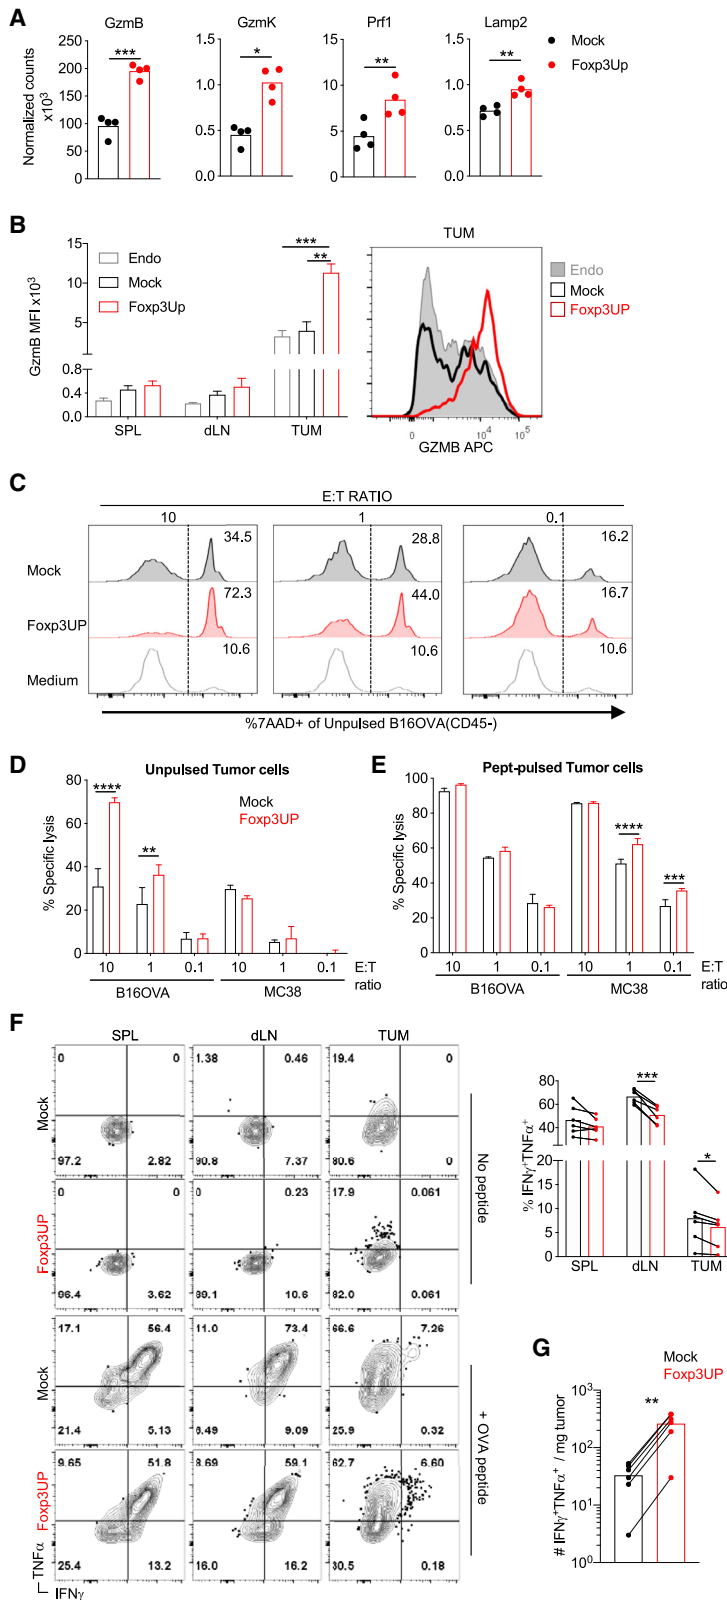 A
GzmB
GzmK
Prf1
Lamp2
Mock
Foxp3Up
Normalized counts
x10³
250
200
150
100
50
0
1.5
1.0
0.5
0.0
15
10
5
0
1.5
1.0
0.5
0.0
***
*
**
**
B
GzmB MFI x10³
15
10
5
0.8
0.4
0.0
Endo
Mock
Foxp3Up
***
**
SPL
dLN
TUM
TUM
Endo
Mock
Foxp3UP
0
10⁴
10⁵
GZMB APC
C
E:T RATIO
10
1
0.1
Mock
34.5
28.8
16.2
Foxp3UP
72.3
44.0
16.7
Medium
10.6
10.6
10.6
%7AAD+ of Unpulsed B16OVA(CD45-)
D
Unpulsed Tumor cells
% Specific lysis
80
60
40
20
0
****
**
Mock
Foxp3UP
10
1
0.1
10
1
0.1
E:T
ratio
B16OVA
MC38
E
Pept-pulsed Tumor cells
% Specific lysis
100
80
60
40
20
0
****
***
10
1
0.1
10
1
0.1
E:T
ratio
B16OVA
MC38
F
SPL
dLN
TUM
Mock
0
0
1.38
0.46
19.4
0
97.2
2.82
90.8
7.37
80.6
0
Foxp3UP
0
0
0
0.23
17.9
0.061
96.4
3.62
89.1
10.6
82.0
0.061
No peptide
Mock
17.1
56.4
11.0
73.4
66.6
7.26
21.4
5.13
6.49
9.09
25.9
0.32
Foxp3UP
9.65
51.8
8.69
59.1
62.7
6.60
25.4
13.2
16.0
16.2
30.5
0.18
+ OVA peptide
TNFα
IFNγ
% IFNγ⁺TNFα⁺
80
60
40
20
15
10
5
0
***
*
SPL
dLN
TUM
G
Mock
Foxp3UP
# IFNγ⁺TNFα⁺ / mg tumor
10³
10²
10¹
10⁰
**